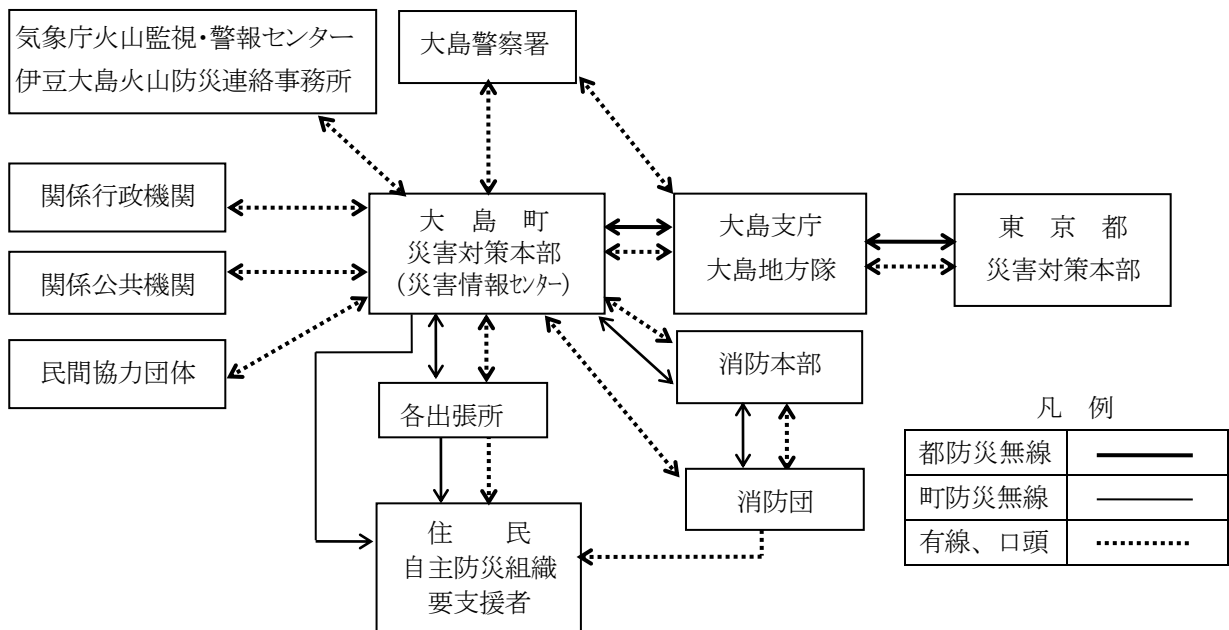 気象庁火山監視・警報センター
伊豆大島火山防災連絡事務所
大島警察署
関係行政機関
関係公共機関
民間協力団体
大 島 町
災害対策本部
(災害情報センター)
大島支庁
大島地方隊
東 京 都
災害対策本部
各出張所
消防本部
消防団
住 民
自主防災組織
要支援者
凡 例
都防災無線
町防災無線
有線、口頭